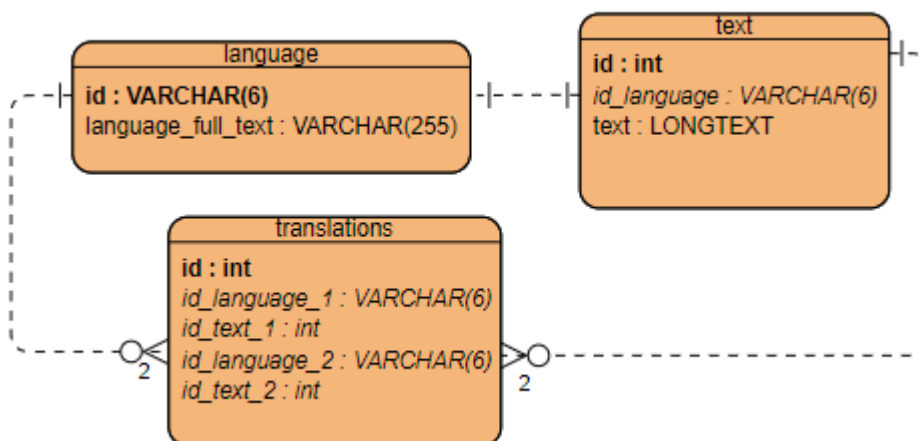 language
id : VARCHAR(6)
language_full_text : VARCHAR(255)
text
id : int
id_language : VARCHAR(6)
text : LONGTEXT
translations
id : int
id_language_1 : VARCHAR(6)
id_text_1 : int
id_language_2 : VARCHAR(6)
id_text_2 : int
2
2